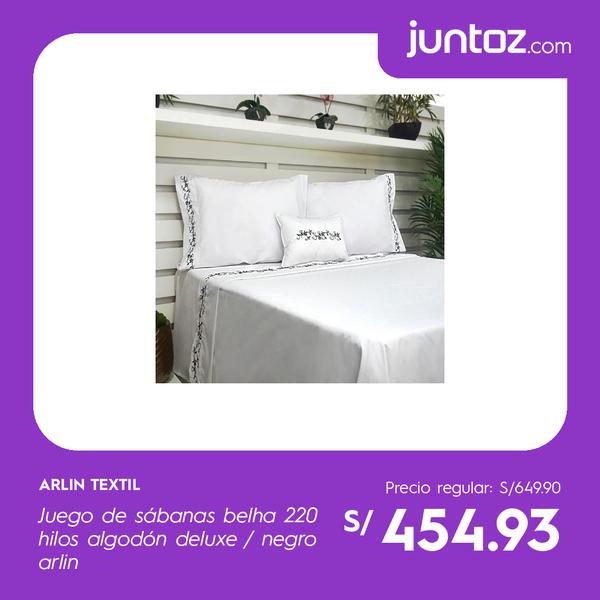 juntoz.com
ARLIN TEXTIL
Juego de sábanas belha 220
hilos algodón deluxe / negro
arlin
Precio regular: S/649.90
S/ 454.93